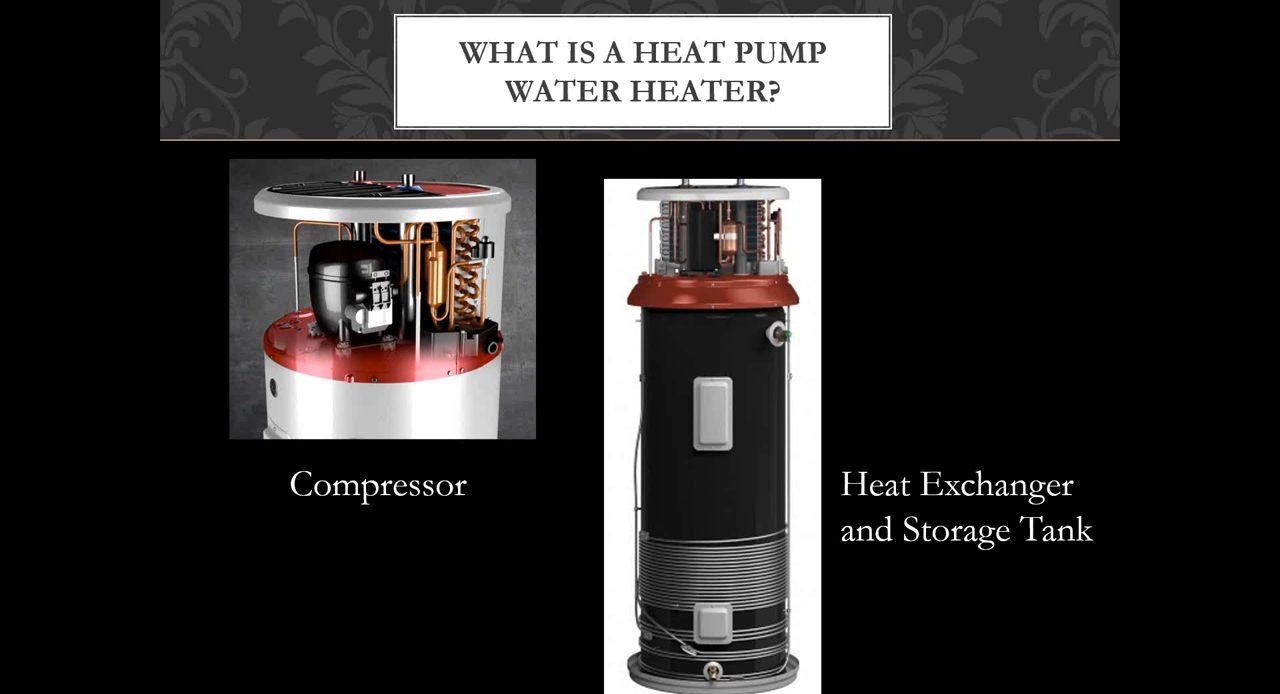 WHAT IS A HEAT PUMP
WATER HEATER?
Compressor
Heat Exchanger
and Storage Tank